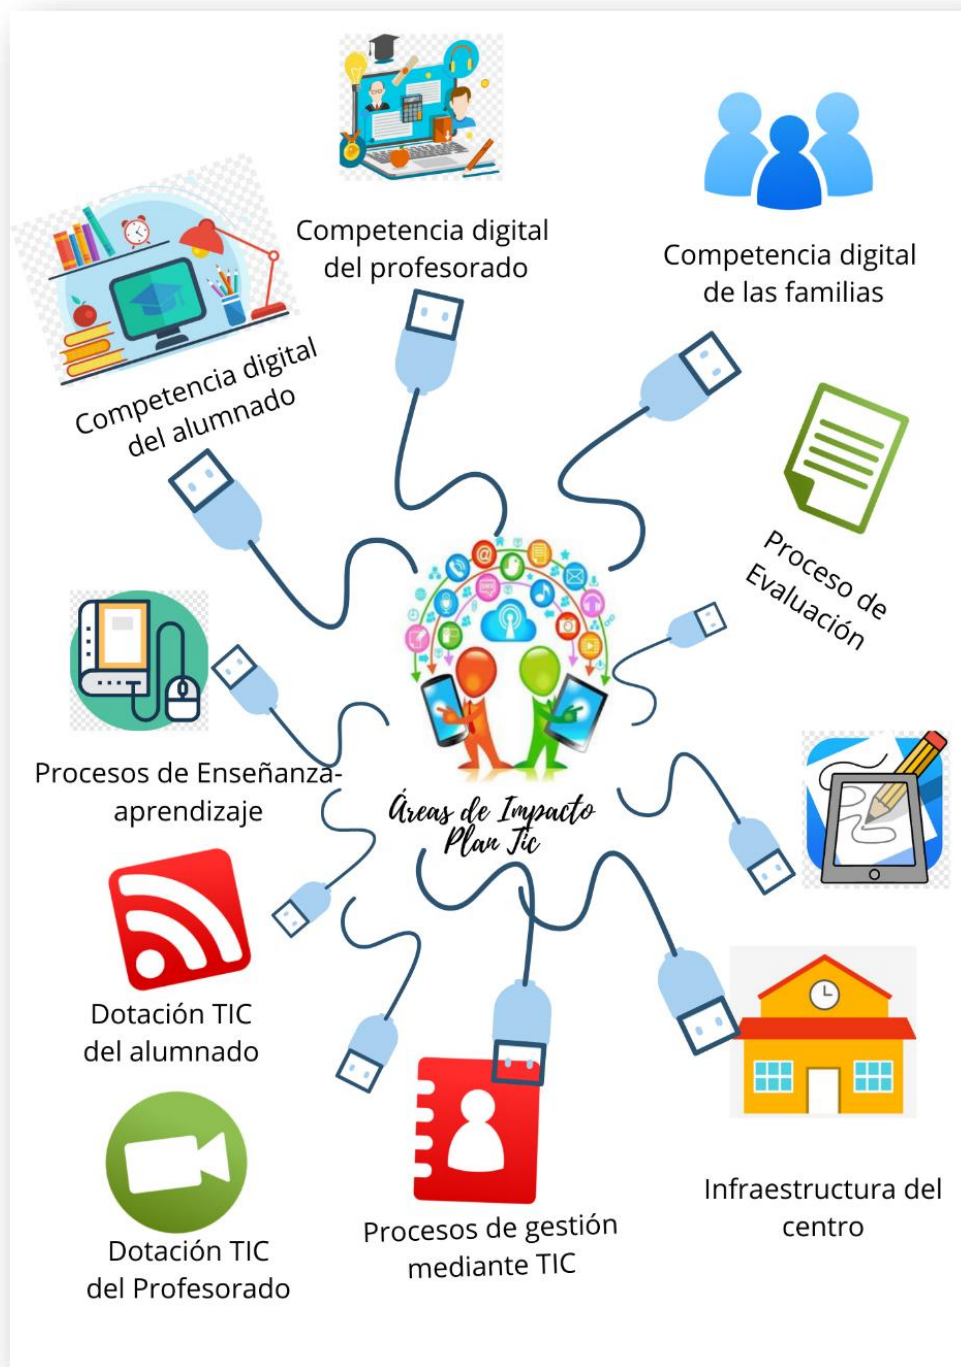 Competencia digital
del profesorado
Competencia digital
de las familias
Competencia digital
del alumnado
Proceso de
Evaluación
Procesos de Enseñanza-
aprendizaje
Áreas de Impacto
Plan Tic
Dotación TIC
del alumnado
Infraestructura del
centro
Procesos de gestión
mediante TIC
Dotación TIC
del Profesorado